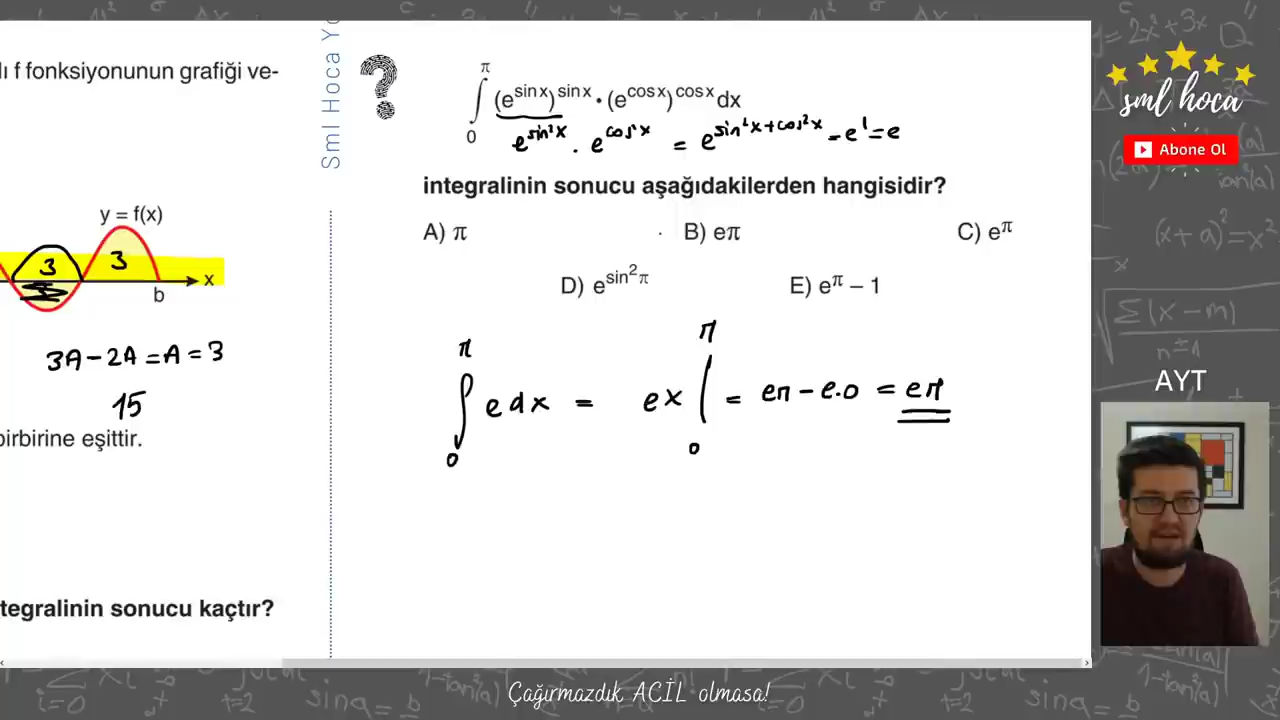 lı f fonksiyonunun grafiği ve-
y = f(x)
3
3
x
b
3A - 2A = A = 3
15
birbirine eşittir.
tegralinin sonucu kaçtır?
Sml Hoca Yo
?
∫₀^π (e^(sin x))^(sin x) · (e^(cos x))^(cos x) dx
e^(sin²x) · e^(cos²x) = e^(sin²x+cos²x) = e¹ = e
integralinin sonucu aşağıdakilerden hangisidir?
A) π B) eπ C) e^π
D) e^(sin²π) E) e^π – 1
∫₀^π e dx = ex |₀^π = eπ - e.0 = eπ
sml hoca
Abone Ol
AYT
Çağırmazdık ACİL olmasa!